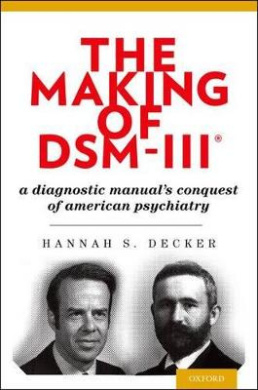 THE
MAKING
OF
DSM-III®
a diagnostic manual's conquest
of american psychiatry
HANNAH S. DECKER
OXFORD